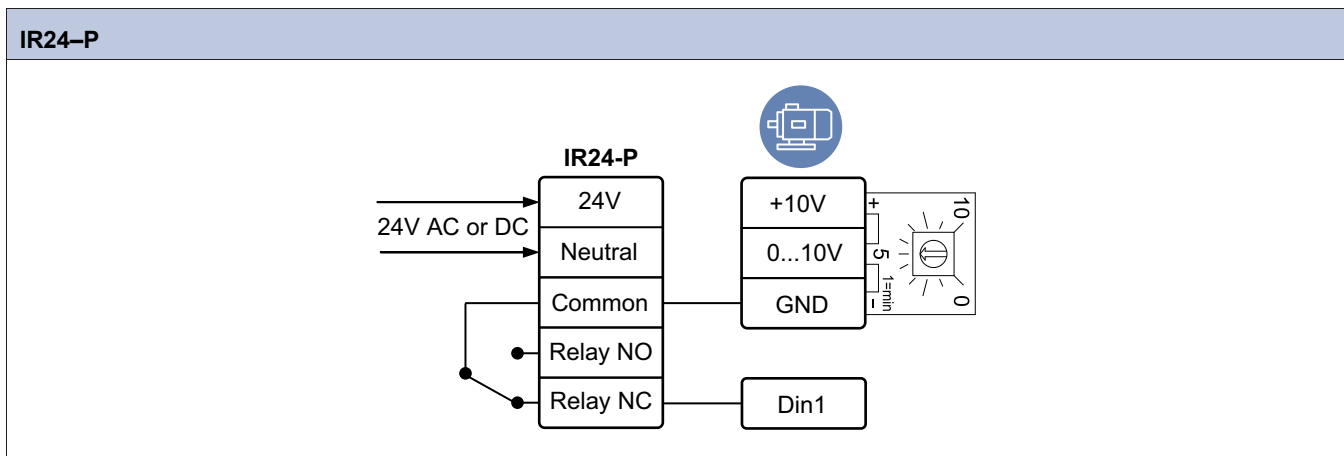 IR24–P
IR24-P
24V
+10V
+
10
24V AC or DC
Neutral
0...10V
5
1=min
Common
GND
-
0
Relay NO
Relay NC
Din1